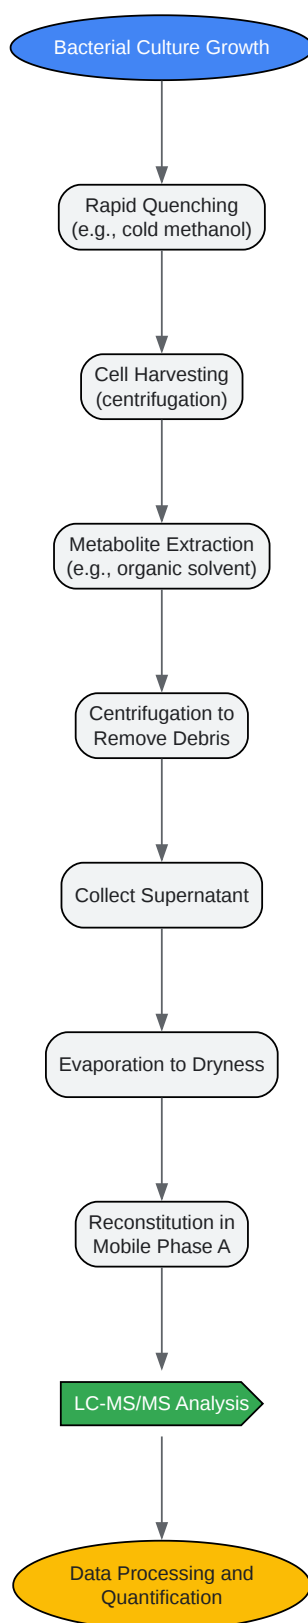 Bacterial Culture Growth
Rapid Quenching
(e.g., cold methanol)
Cell Harvesting
(centrifugation)
Metabolite Extraction
(e.g., organic solvent)
Centrifugation to
Remove Debris
Collect Supernatant
Evaporation to Dryness
Reconstitution in
Mobile Phase A
LC-MS/MS Analysis
Data Processing and
Quantification